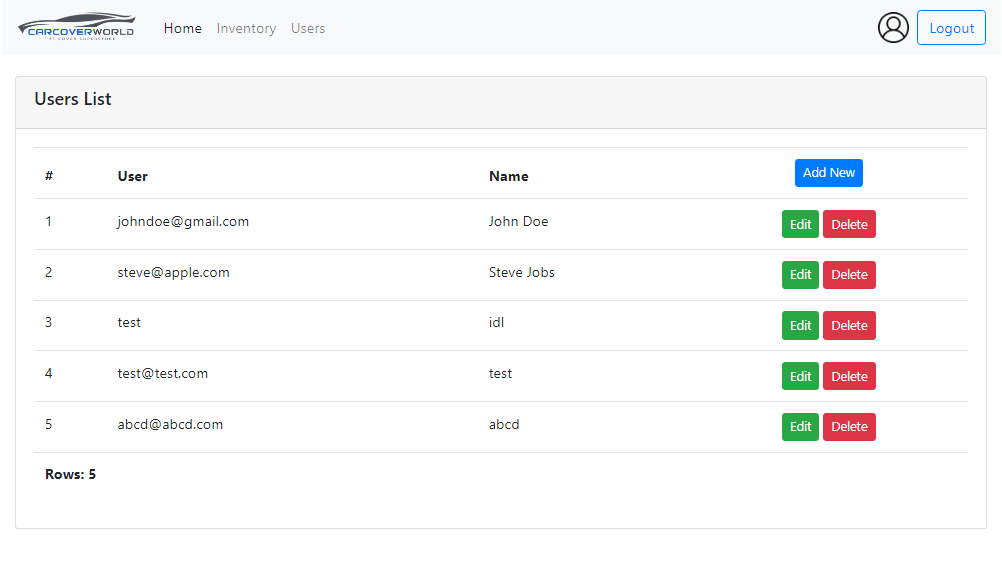 CARCOVERWORLD Home Inventory Users Logout
Users List
# User Name Add New
1 johndoe@gmail.com John Doe Edit Delete
2 steve@apple.com Steve Jobs Edit Delete
3 test idl Edit Delete
4 test@test.com test Edit Delete
5 abcd@abcd.com abcd Edit Delete
Rows: 5